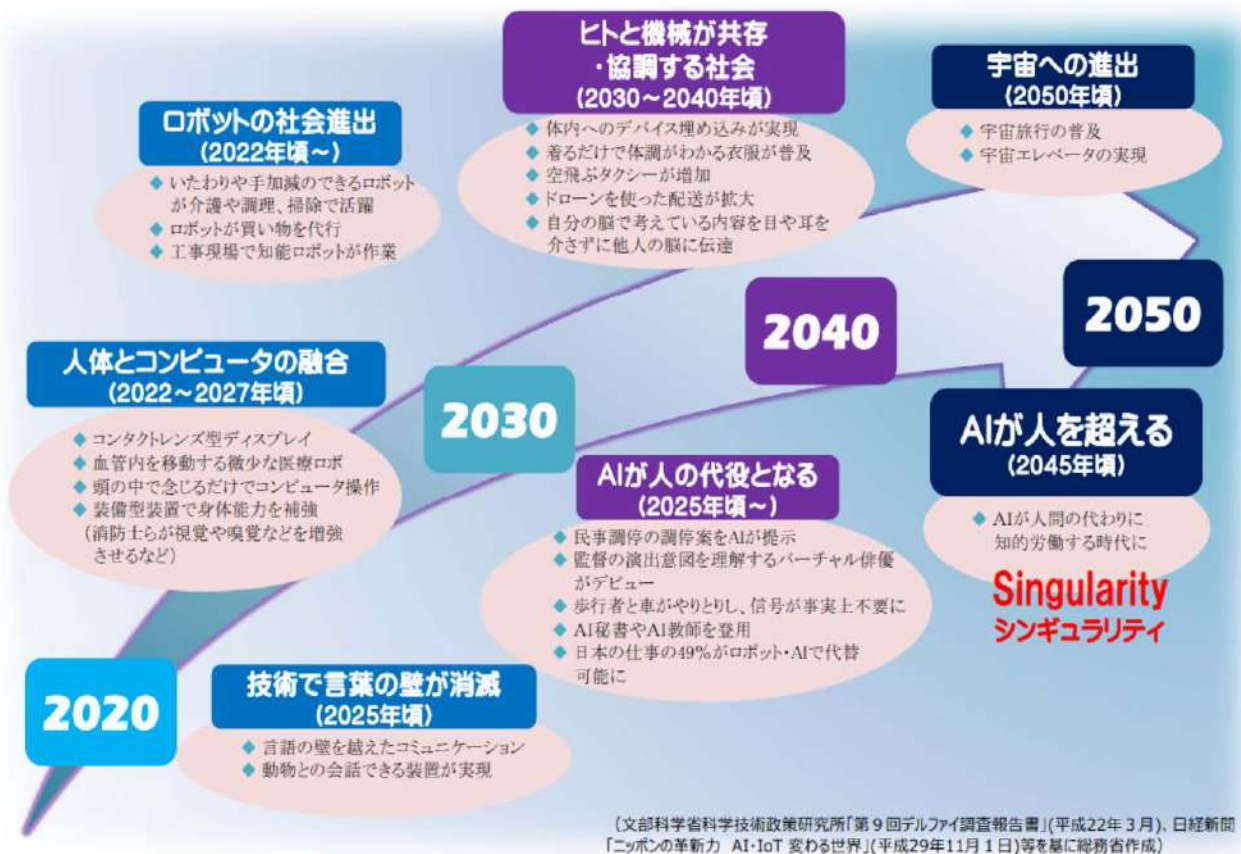 ヒトと機械が共存
・協調する社会
(2030～2040年頃)
◆ 体内へのデバイス埋め込みが実現
◆ 着るだけで体調がわかる衣服が普及
◆ 空飛ぶタクシーが増加
◆ ドローンを使った配送が拡大
◆ 自分の脳で考えている内容を目や耳を
介さずに他人の脳に伝達
宇宙への進出
(2050年頃)
◆ 宇宙旅行の普及
◆ 宇宙エレベータの実現
ロボットの社会進出
(2022年頃～)
◆ いたわりや手加減のできるロボット
が介護や調理、掃除で活躍
◆ ロボットが買い物を代行
◆ 工事現場で知能ロボットが作業
2050
2040
人体とコンピュータの融合
(2022～2027年頃)
◆ コンタクトレンズ型ディスプレイ
◆ 血管内を移動する微少な医療ロボ
◆ 頭の中で念じるだけでコンピュータ操作
◆ 装備型装置で身体能力を補強
(消防士らが視覚や嗅覚などを増強
させるなど)
2030
AIが人を超える
(2045年頃)
◆ AIが人間の代わりに
知的労働する時代に
Singularity
シンギュラリティ
AIが人の代役となる
(2025年頃～)
◆ 民事調停の調停案をAIが提示
◆ 監督の演出意図を理解するバーチャル俳優
がデビュー
◆ 歩行者と車がやりとりし、信号が事実上不要に
◆ AI秘書やAI教師を登用
◆ 日本の仕事の49%がロボット・AIで代替
可能に
2020
技術で言葉の壁が消滅
(2025年頃)
◆ 言語の壁を越えたコミュニケーション
◆ 動物との会話できる装置が実現
(文部科学省科学技術政策研究所「第９回デルファイ調査報告書」(平成22年３月)、日経新聞
「ニッポンの革新力 AI・IoT 変わる世界」(平成29年11月１日)等を基に総務省作成)